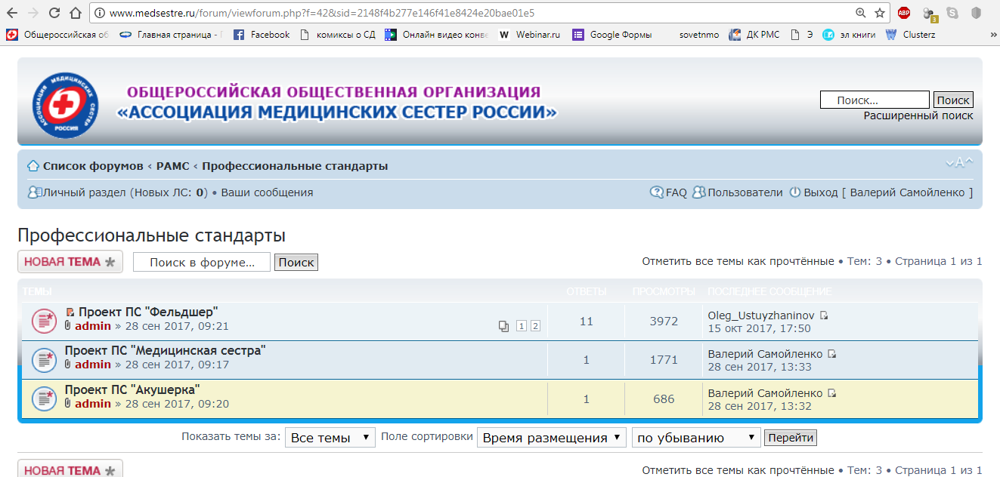 www.medsestre.ru/forum/viewforum.php?f=42&sid=2148f4b277e146f41e8424e20bae01e5
ABP
3
Общероссийская об
Главная страница -
Facebook
комиксы о СД
Онлайн видео конве
Webinar.ru
Google Формы
sovetnmo
ДК РМС
Э
эл книги
Clusterz
»
АССОЦИАЦИЯ МЕДИЦИНСКИХ СЕСТЕР
РОССИИ
ОБЩЕРОССИЙСКАЯ ОБЩЕСТВЕННАЯ ОРГАНИЗАЦИЯ
«АССОЦИАЦИЯ МЕДИЦИНСКИХ СЕСТЕР РОССИИ»
Поиск... Поиск
Расширенный поиск
Список форумов ‹ РАМС ‹ Профессиональные стандарты
A
Личный раздел (Новых ЛС: 0) • Ваши сообщения
FAQ Пользователи Выход [ Валерий Самойленко ]
Профессиональные стандарты
НОВАЯ ТЕМА * Поиск в форуме... Поиск
Отметить все темы как прочтённые • Тем: 3 • Страница 1 из 1
ТЕМЫ ОТВЕТЫ ПРОСМОТРЫ ПОСЛЕДНЕЕ СООБЩЕНИЕ
Проект ПС "Фельдшер"
admin » 28 сен 2017, 09:21
1 2
11
3972
Oleg_Ustuyzhaninov
15 окт 2017, 17:50
Проект ПС "Медицинская сестра"
admin » 28 сен 2017, 09:17
1
1771
Валерий Самойленко
28 сен 2017, 13:33
Проект ПС "Акушерка"
admin » 28 сен 2017, 09:20
1
686
Валерий Самойленко
28 сен 2017, 13:32
Показать темы за: Все темы Поле сортировки Время размещения по убыванию Перейти
НОВАЯ ТЕМА *
Отметить все темы как прочтённые • Тем: 3 • Страница 1 из 1